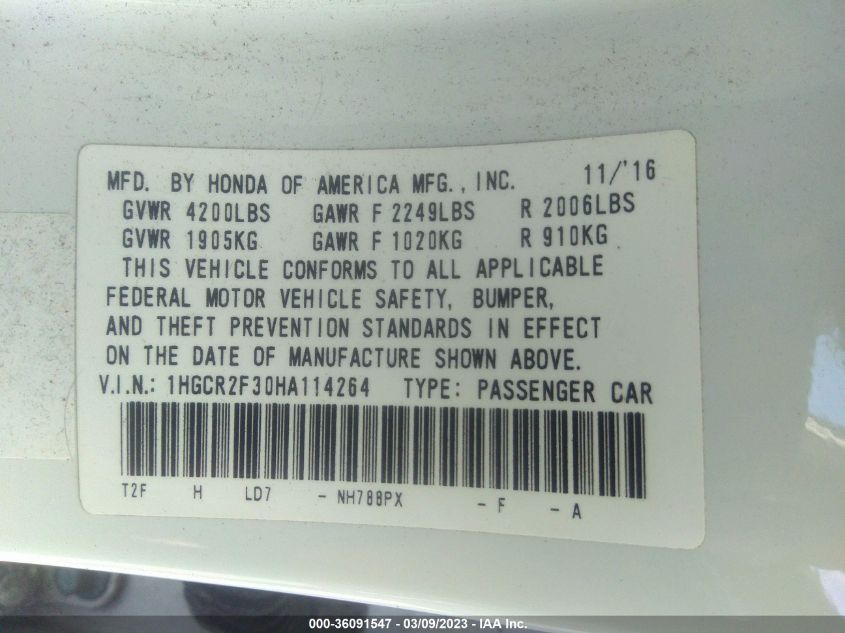 MFD. BY HONDA OF AMERICA MFG., INC. 11/'16
GVWR 4200LBS GAWR F 2249LBS R 2006LBS
GVWR 1905KG GAWR F 1020KG R 910KG
THIS VEHICLE CONFORMS TO ALL APPLICABLE
FEDERAL MOTOR VEHICLE SAFETY, BUMPER,
AND THEFT PREVENTION STANDARDS IN EFFECT
ON THE DATE OF MANUFACTURE SHOWN ABOVE.
V.I.N.: 1HGCR2F30HA114264 TYPE: PASSENGER CAR
T2F H LD7 - NH788PX - F - A
000-36091547 - 03/09/2023 - IAA Inc.